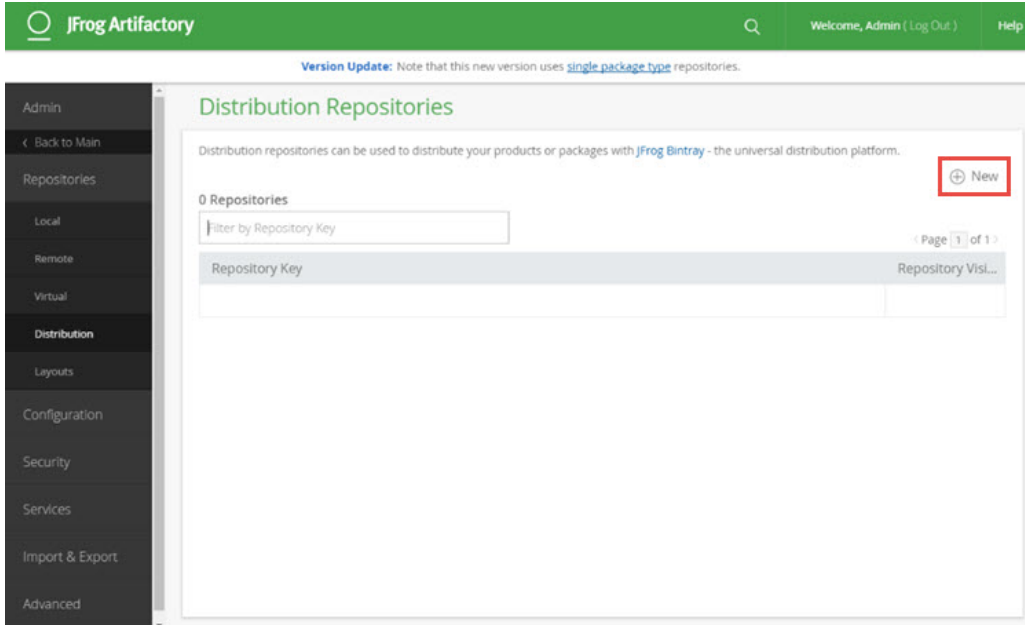 JFrog Artifactory
Welcome, Admin ( Log Out )
Help
Version Update: Note that this new version uses single package type repositories.
Admin
< Back to Main
Repositories
Local
Remote
Virtual
Distribution
Layouts
Configuration
Security
Services
Import & Export
Advanced
Distribution Repositories
Distribution repositories can be used to distribute your products or packages with JFrog Bintray - the universal distribution platform.
New
0 Repositories
Filter by Repository Key
< Page 1 of 1 >
Repository Key
Repository Visi...